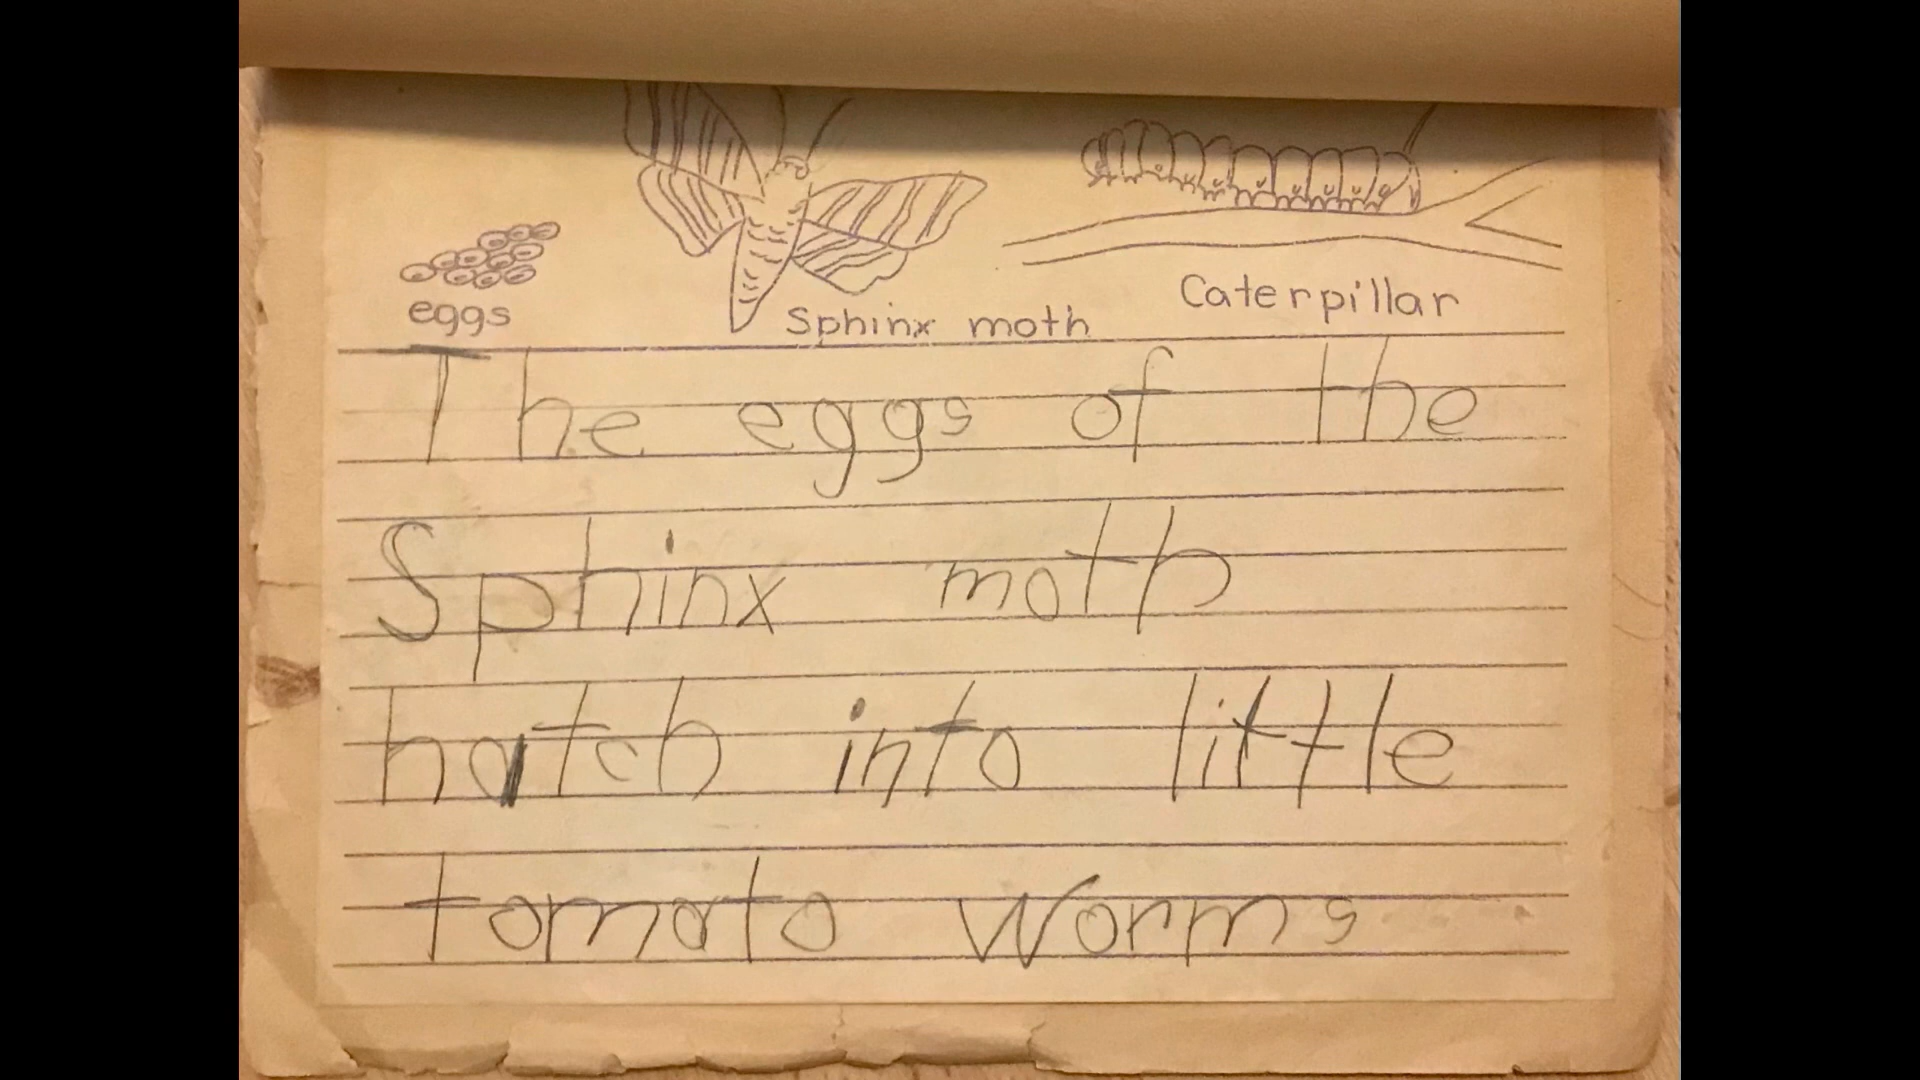 eggs
Sphinx moth
Caterpillar
The eggs of the
Sphinx moth
hatch into little
tomato worms